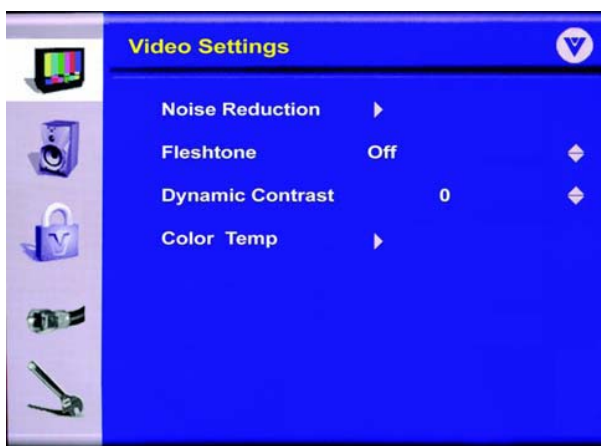 Video Settings
V
Noise Reduction
Fleshtone Off
Dynamic Contrast 0
Color Temp
V